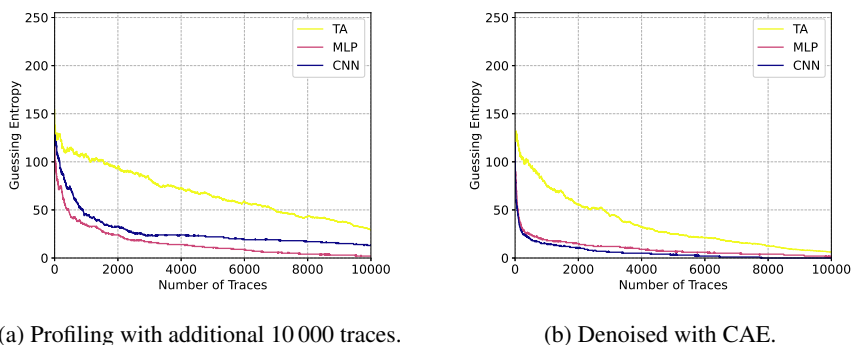 250
200
150
100
50
0
Guessing Entropy
0 2000 4000 6000 8000 10000
Number of Traces
TA
MLP
CNN
250
200
150
100
50
0
Guessing Entropy
0 2000 4000 6000 8000 10000
Number of Traces
TA
MLP
CNN
a) Profiling with additional 10 000 traces.
(b) Denoised with CAE.